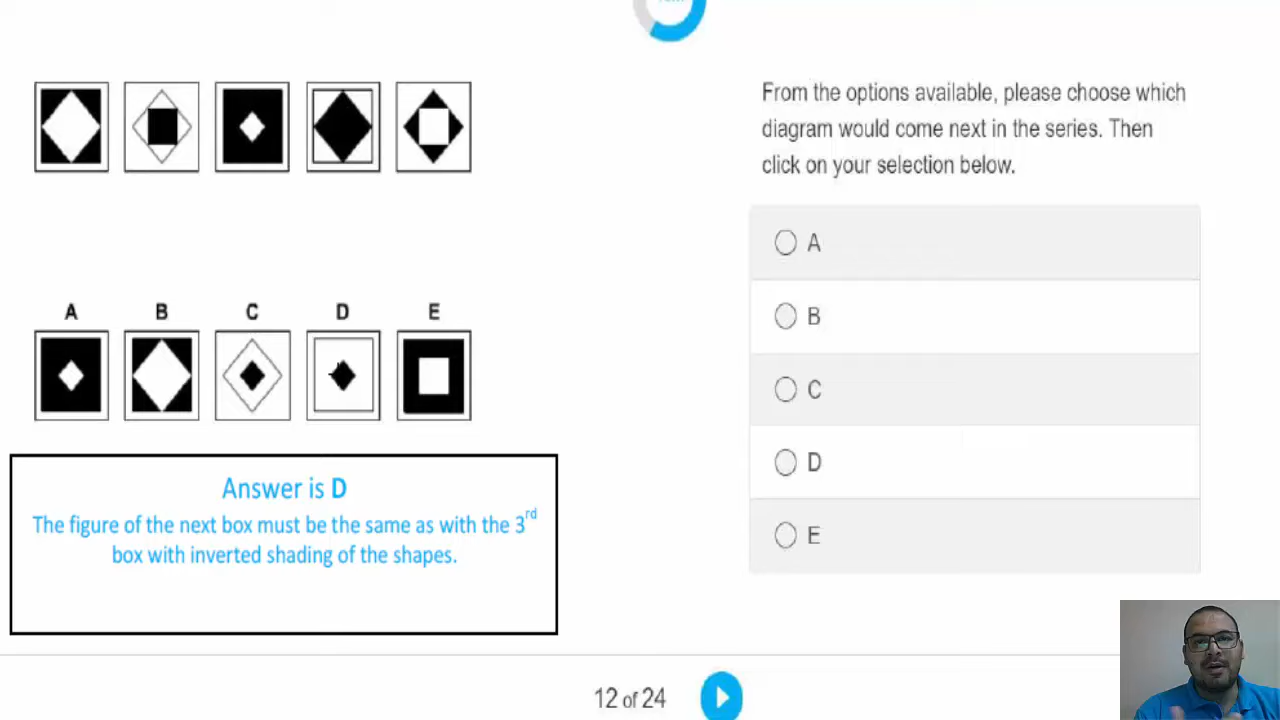 From the options available, please choose which
diagram would come next in the series. Then
click on your selection below.
A
B
C
D
E
A B C D E
Answer is D
The figure of the next box must be the same as with the 3rd
box with inverted shading of the shapes.
12 of 24